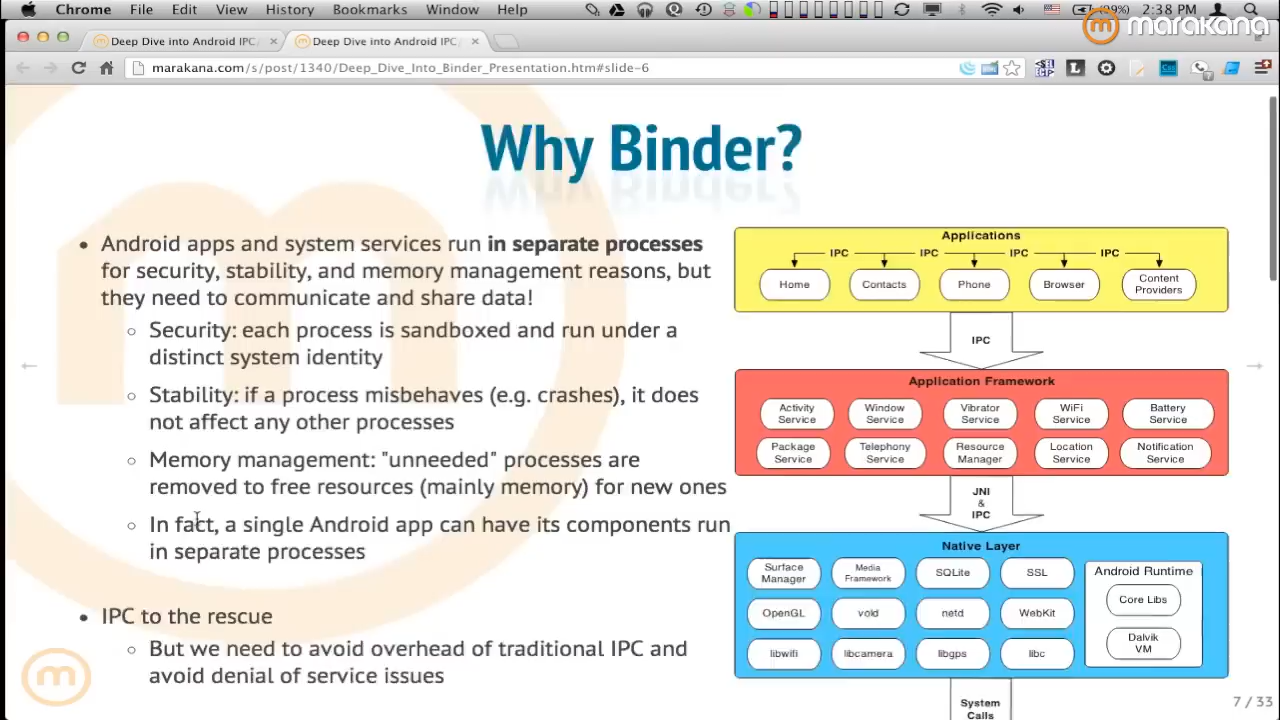 Chrome File Edit View History Bookmarks Window Help
(99%) 2:38 PM
marakana
Deep Dive into Android IPC/
Deep Dive into Android IPC/
marakana.com/s/post/1340/Deep_Dive_Into_Binder_Presentation.htm#slide-6
Why Binder?
Android apps and system services run in separate processes
for security, stability, and memory management reasons, but
they need to communicate and share data!
Security: each process is sandboxed and run under a
distinct system identity
Stability: if a process misbehaves (e.g. crashes), it does
not affect any other processes
Memory management: "unneeded" processes are
removed to free resources (mainly memory) for new ones
In fact, a single Android app can have its components run
in separate processes
IPC to the rescue
But we need to avoid overhead of traditional IPC and
avoid denial of service issues
Applications
IPC IPC IPC IPC
Home Contacts Phone Browser Content
Providers
IPC
Application Framework
Activity
Service
Window
Service
Vibrator
Service
WiFi
Service
Battery
Service
Package
Service
Telephony
Service
Resource
Manager
Location
Service
Notification
Service
JNI
&
IPC
Native Layer
Surface
Manager
Media
Framework
SQLite
SSL
OpenGL
vold
netd
WebKit
libwifi
libcamera
libgps
libc
Android Runtime
Core Libs
Dalvik
VM
System
Calls
7 / 33